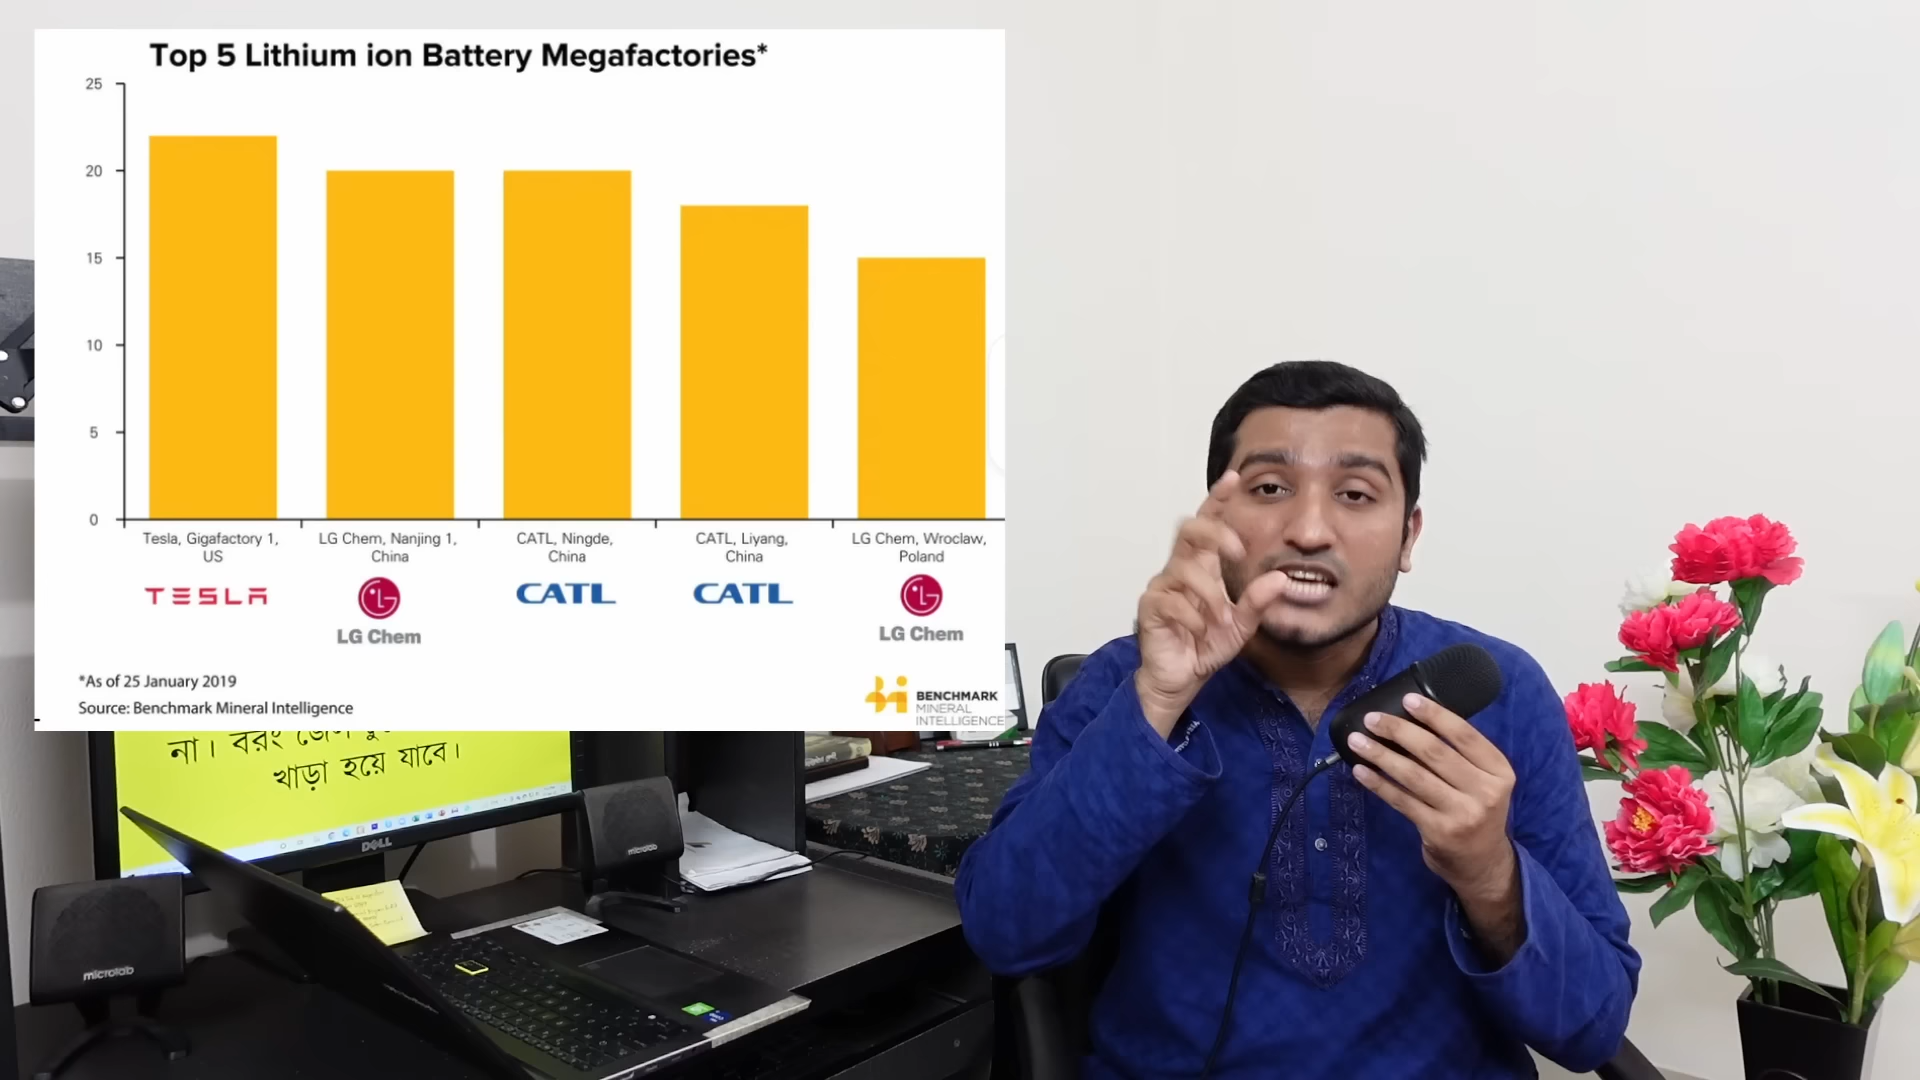 Top 5 Lithium ion Battery Megafactories*
25
20
15
10
5
0
Tesla, Gigafactory 1,
US
LG Chem, Nanjing 1,
China
CATL, Ningde,
China
CATL, Liyang,
China
LG Chem, Wroclaw,
Poland
TESLA
LG Chem
CATL
CATL
LG Chem
*As of 25 January 2019
Source: Benchmark Mineral Intelligence
BENCHMARK
MINERAL
INTELLIGENCE
না। বরং
খাড়া হয়ে যাবে।
DELL
microlab
microlab